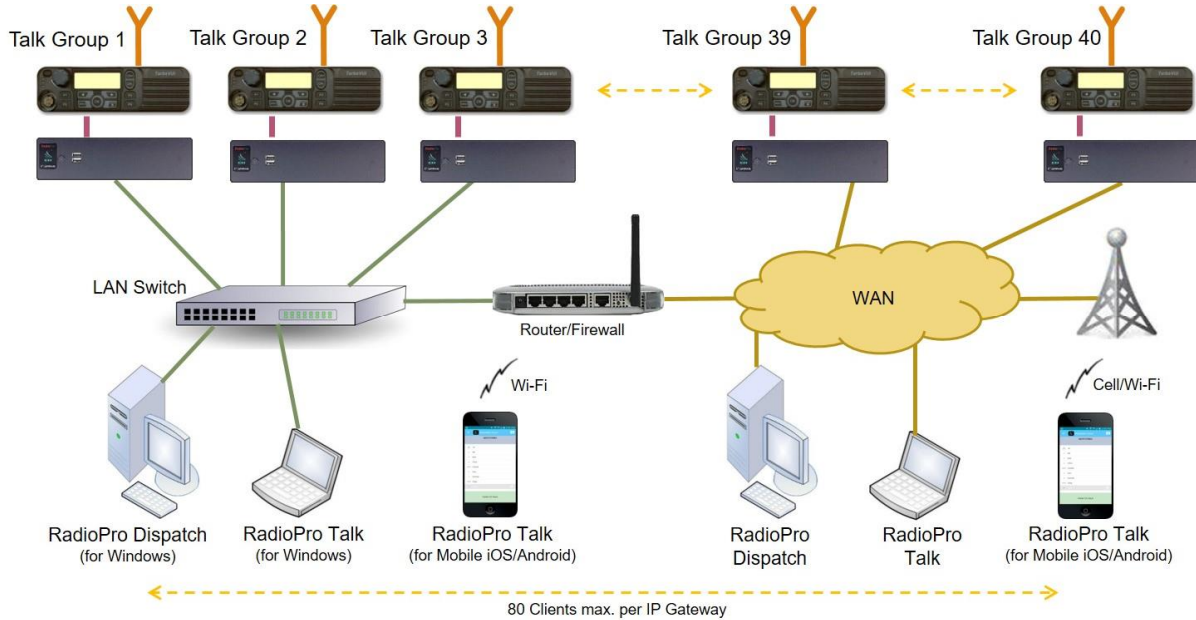 Talk Group 1
Talk Group 2
Talk Group 3
Talk Group 39
Talk Group 40
LAN Switch
Router/Firewall
WAN
Wi-Fi
Cell/Wi-Fi
RadioPro Dispatch
(for Windows)
RadioPro Talk
(for Windows)
RadioPro Talk
(for Mobile iOS/Android)
RadioPro
Dispatch
RadioPro
Talk
RadioPro Talk
(for Mobile iOS/Android)
80 Clients max. per IP Gateway